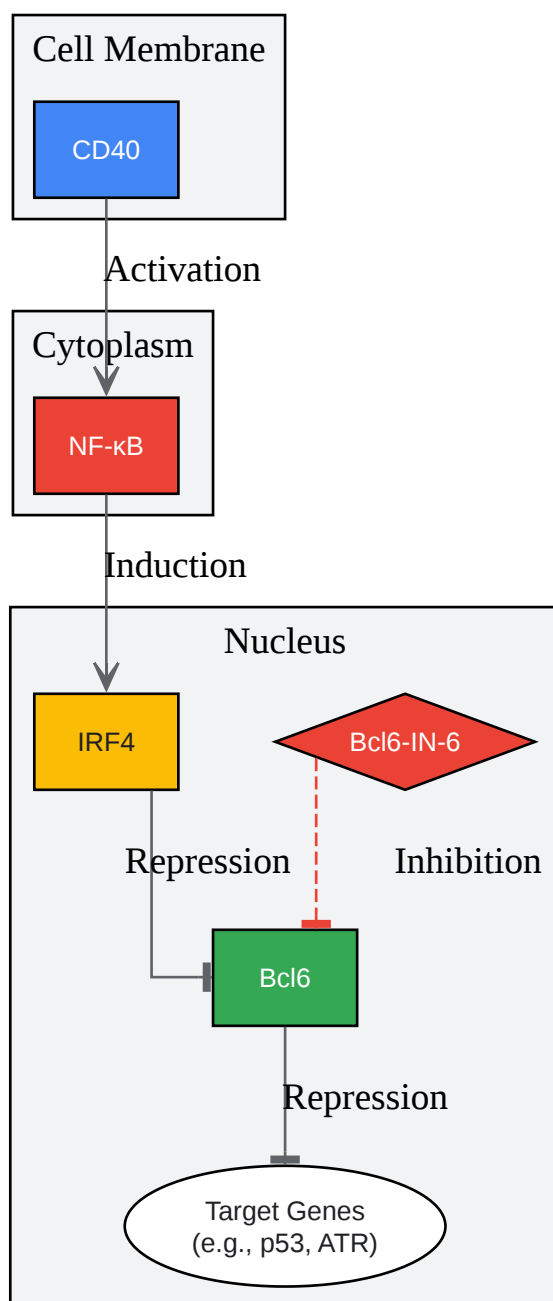 Cell Membrane
CD40
Activation
Cytoplasm
NF-κB
Induction
Nucleus
IRF4
Bcl6-IN-6
Repression
Inhibition
Bcl6
Repression
Target Genes
(e.g., p53, ATR)